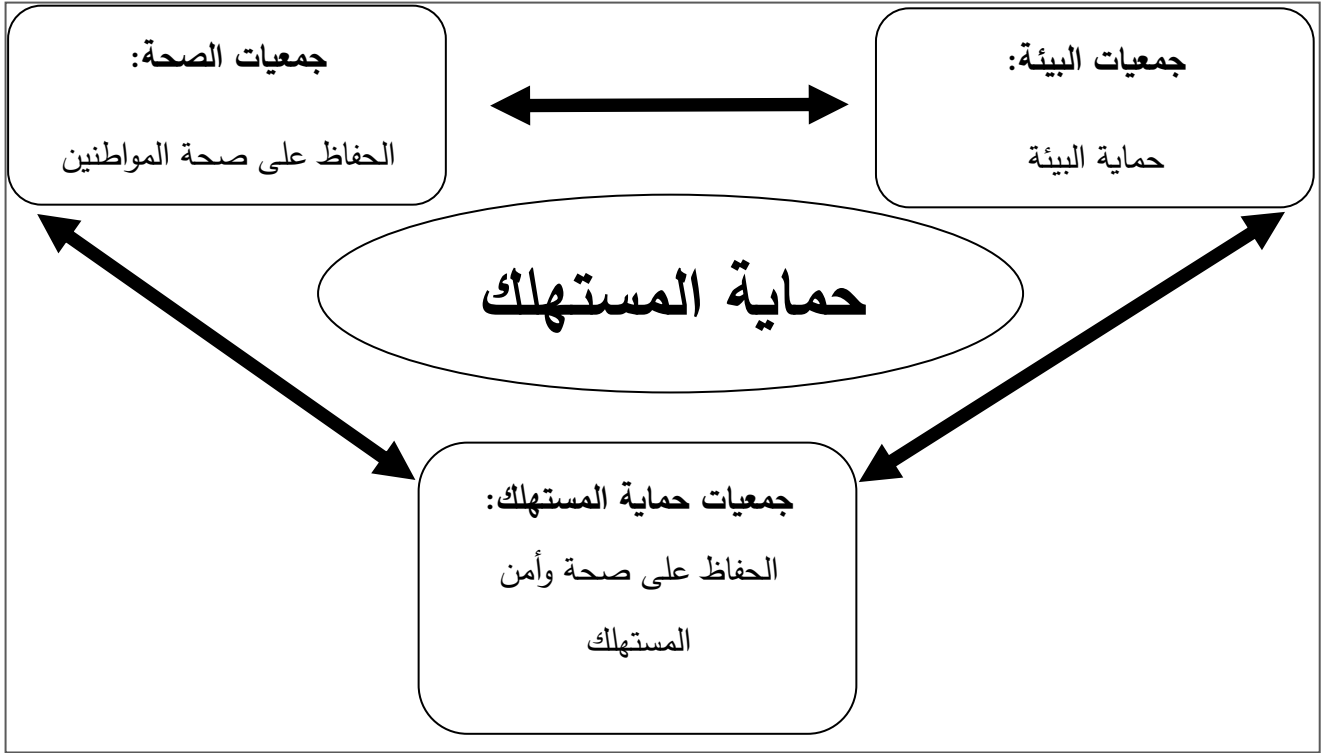 جمعيات البيئة:
حماية البيئة
جمعيات الصحة:
الحفاظ على صحة المواطنين
حماية المستهلك
جمعيات حماية المستهلك:
الحفاظ على صحة وأمن
المستهلك